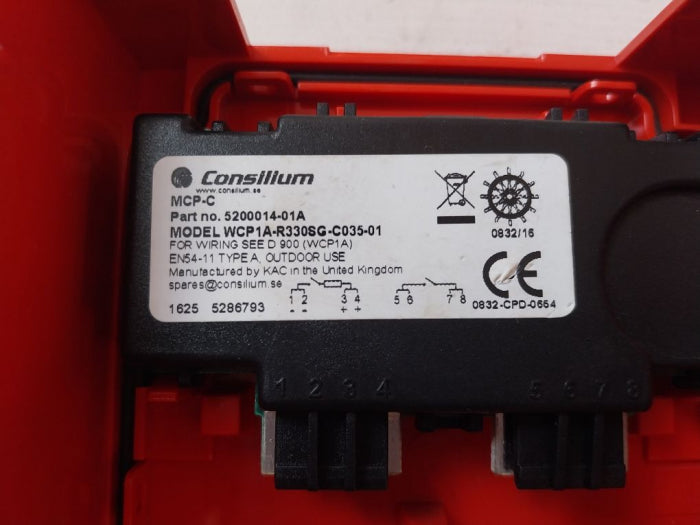 Consilium
www.consilium.se
MCP-C
Part no. 5200014-01A
MODEL WCP1A-R330SG-C035-01
FOR WIRING SEE D 900 (WCP1A)
EN54-11 TYPE A, OUTDOOR USE
Manufactured by KAC in the United Kingdom
spares@consilium.se
1 2 3 4 5 6 7 8
- - + +
1625 5286793
0832/16
CE
0832-CPD-0664
1 2 3 4 5 6 7 8